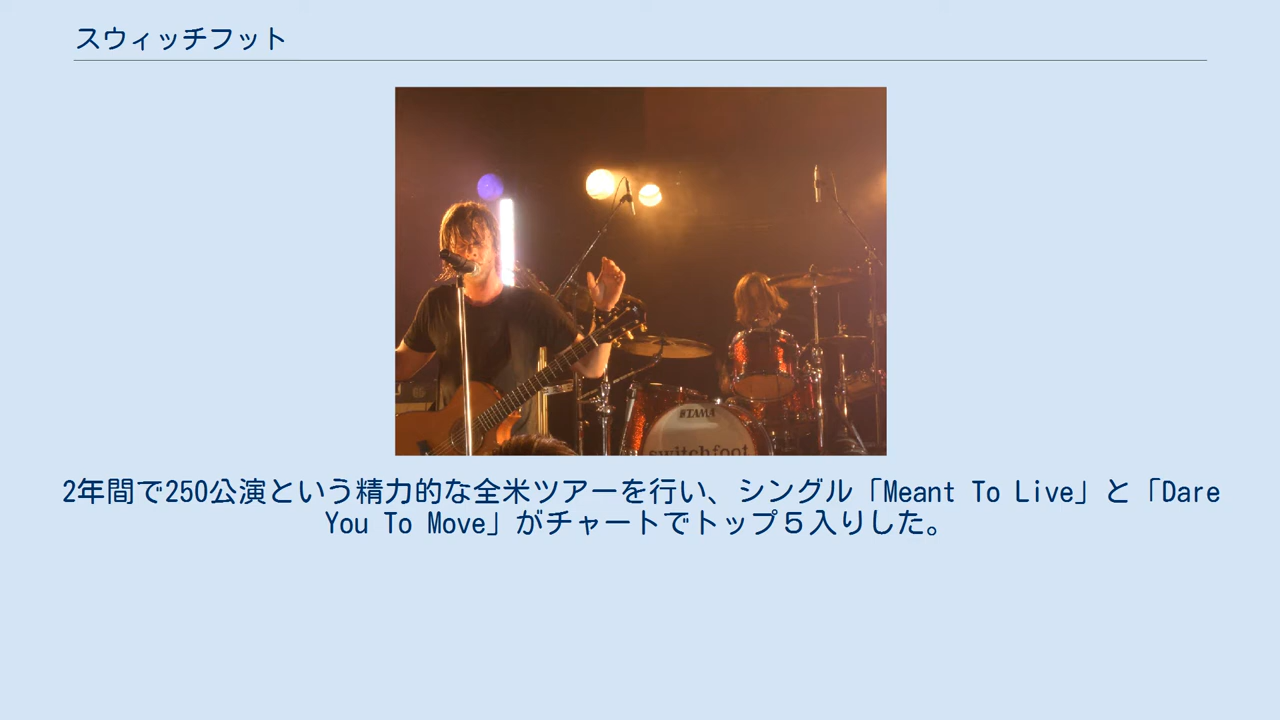 スウィッチフット
TAMA
switchfoot
2年間で250公演という精力的な全米ツアーを行い、シングル「Meant To Live」と「Dare
You To Move」がチャートでトップ５入りした。